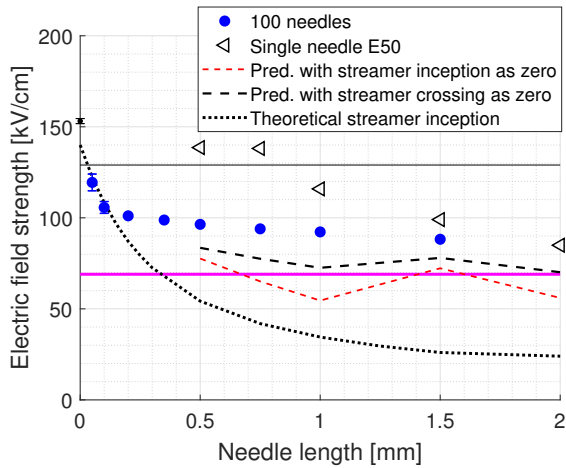 100 needles
Single needle E50
Pred. with streamer inception as zero
Pred. with streamer crossing as zero
Theoretical streamer inception
Electric field strength [kV/cm]
200
150
100
50
0
0 0.5 1 1.5 2
Needle length [mm]